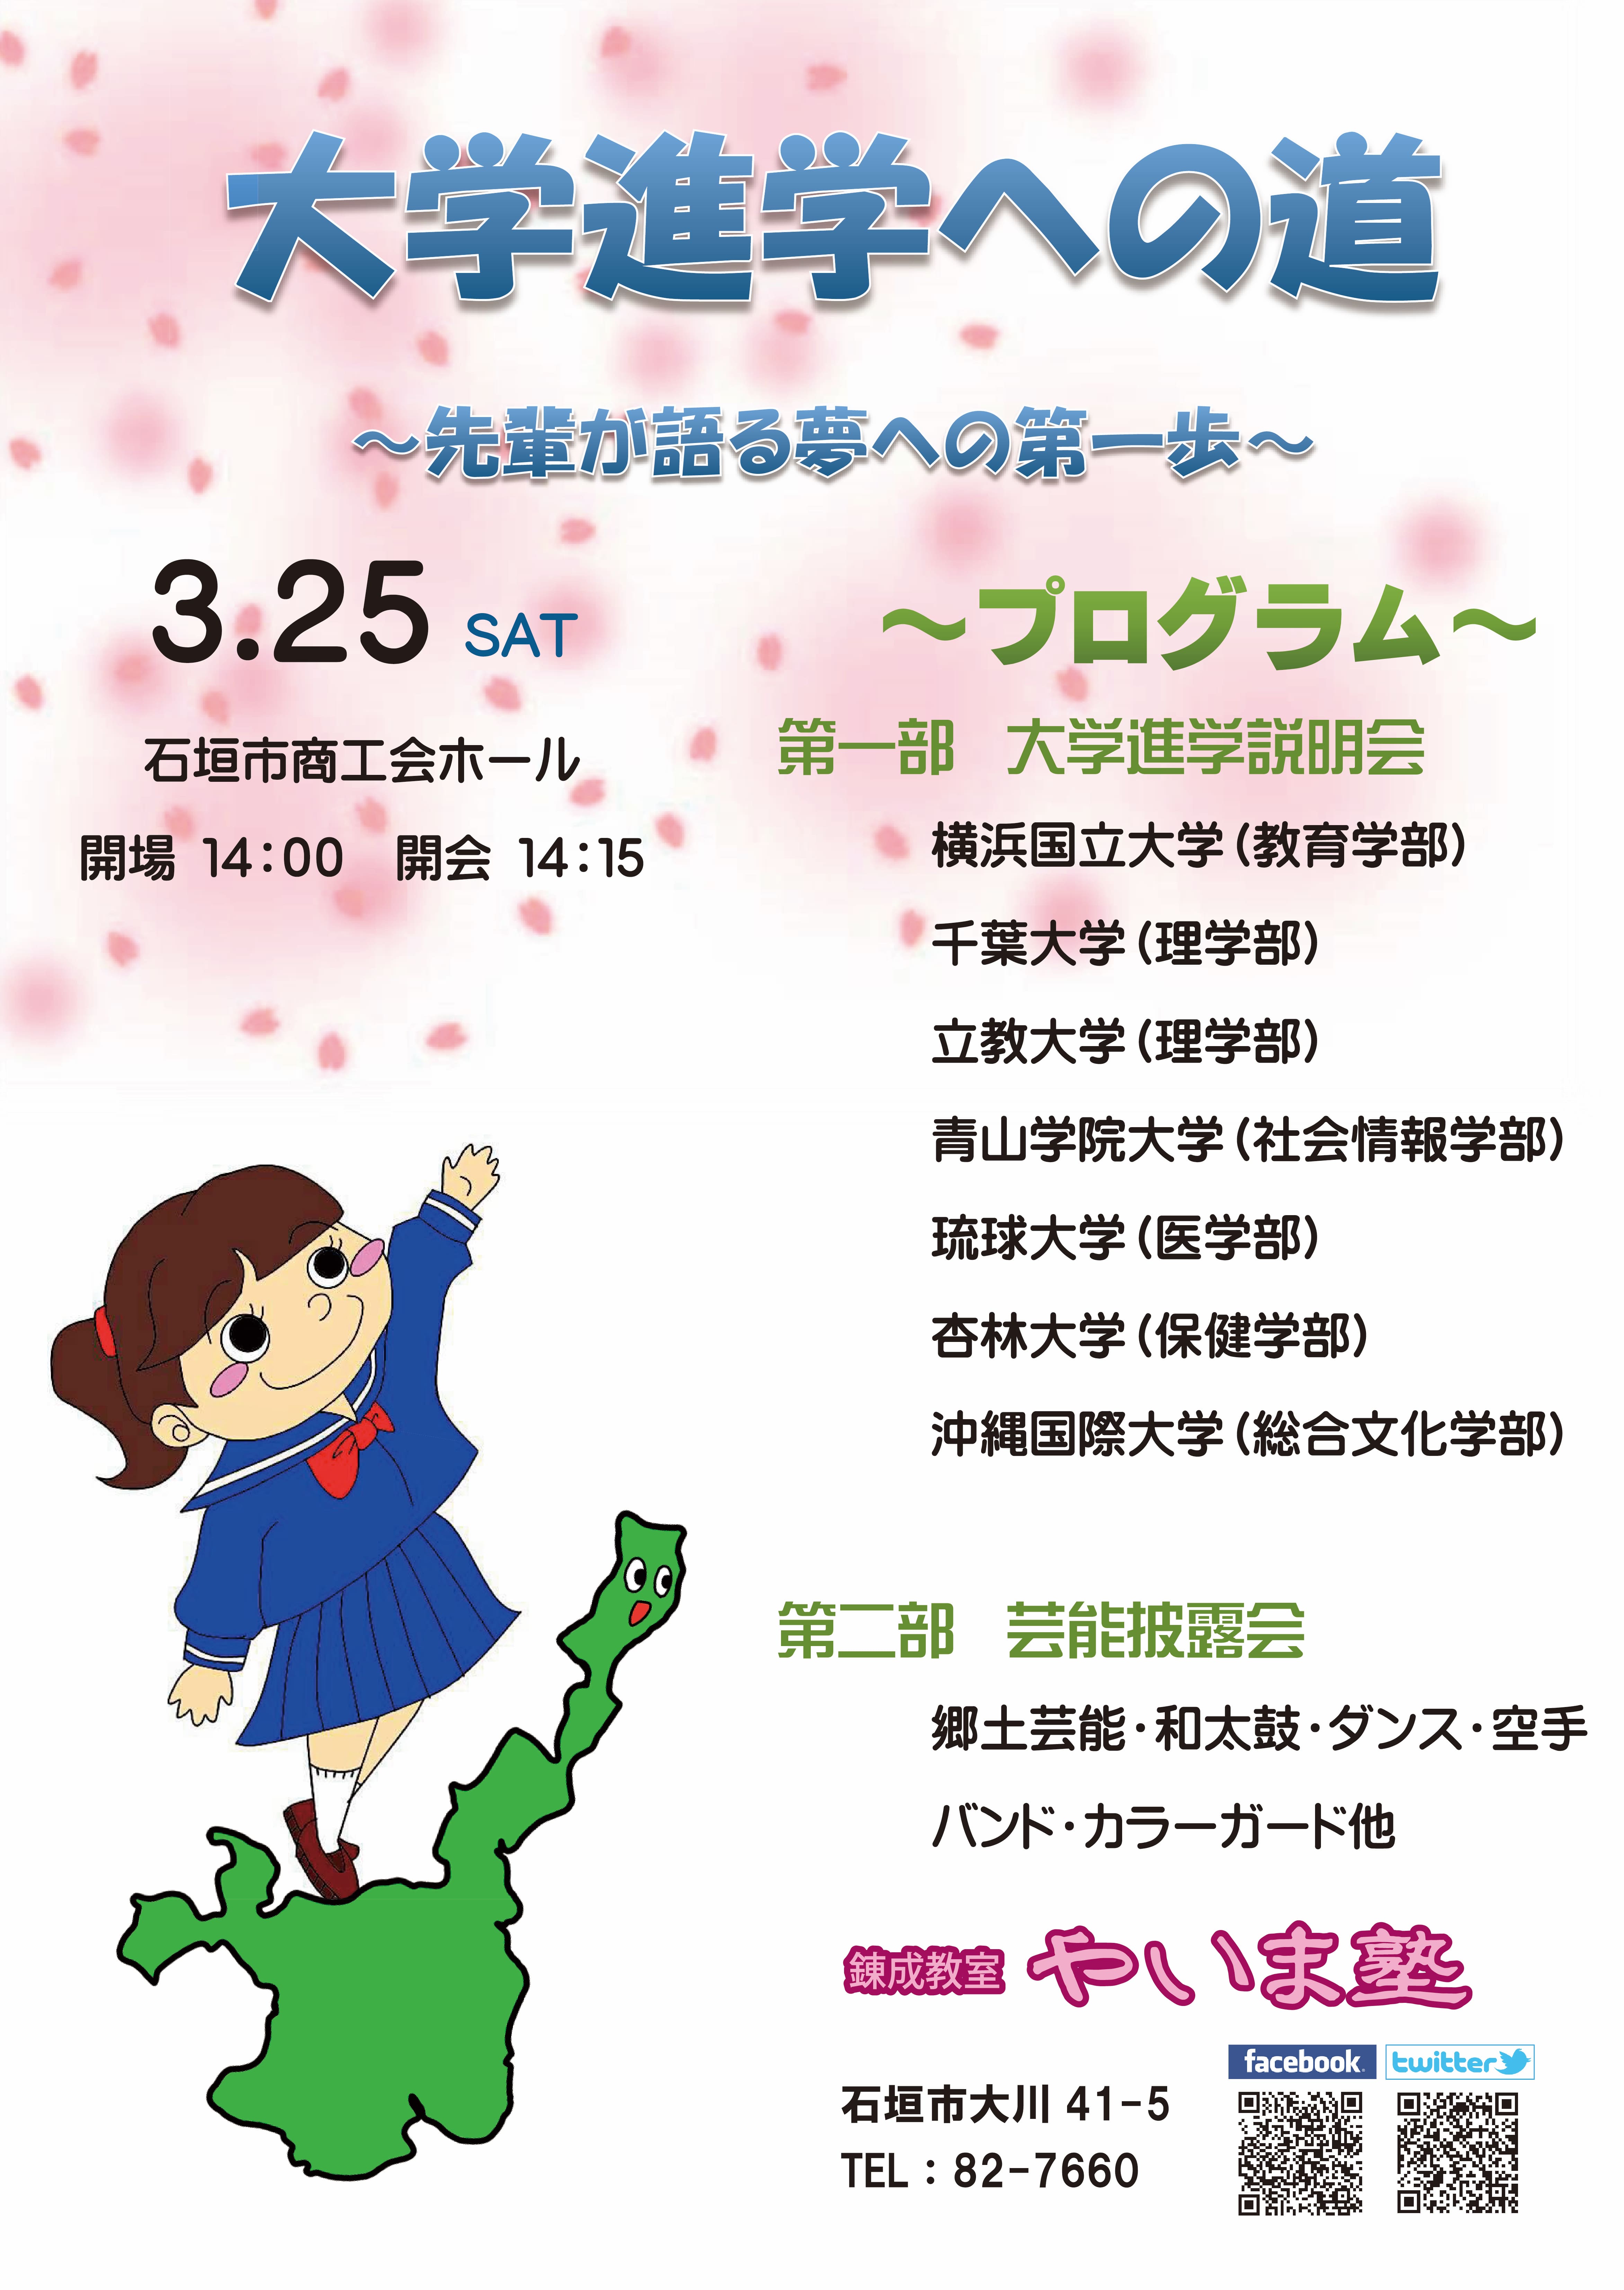 大学進学への道
～先輩が語る夢への第一歩～
3.25 SAT
石垣市商工会ホール
開場 14:00 開会 14:15
～プログラム～
第一部 大学進学説明会
横浜国立大学(教育学部)
千葉大学(理学部)
立教大学(理学部)
青山学院大学(社会情報学部)
琉球大学(医学部)
杏林大学(保健学部)
沖縄国際大学(総合文化学部)
第二部 芸能披露会
郷土芸能・和太鼓・ダンス・空手
バンド・カラーガード他
錬成教室 やいま塾
facebook twitter
石垣市大川 41-5
TEL : 82-7660